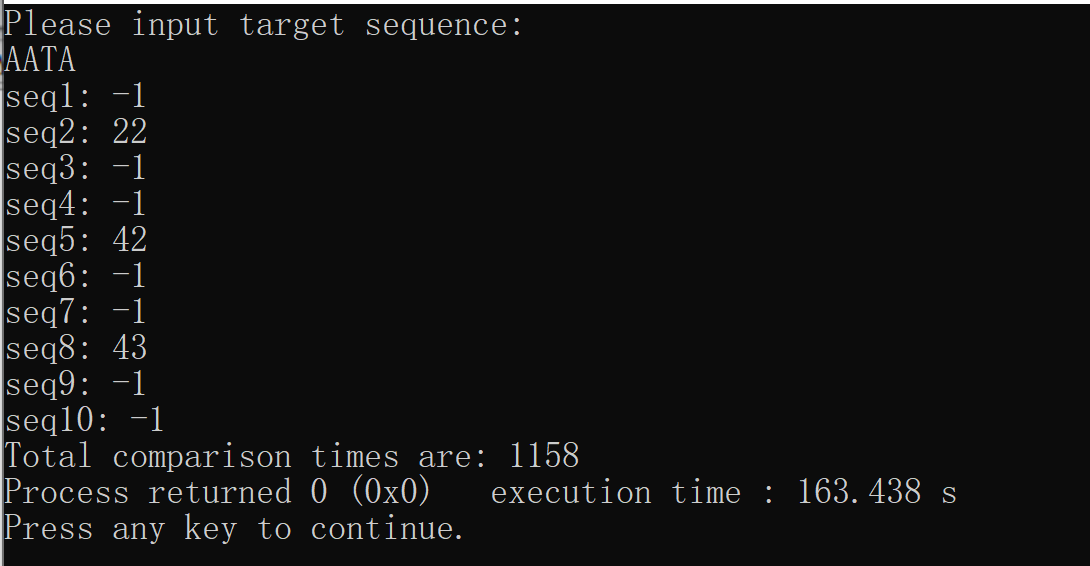 Please input target sequence:
AATA
seq1: -1
seq2: 22
seq3: -1
seq4: -1
seq5: 42
seq6: -1
seq7: -1
seq8: 43
seq9: -1
seq10: -1
Total comparison times are: 1158
Process returned 0 (0x0)   execution time : 163.438 s
Press any key to continue.